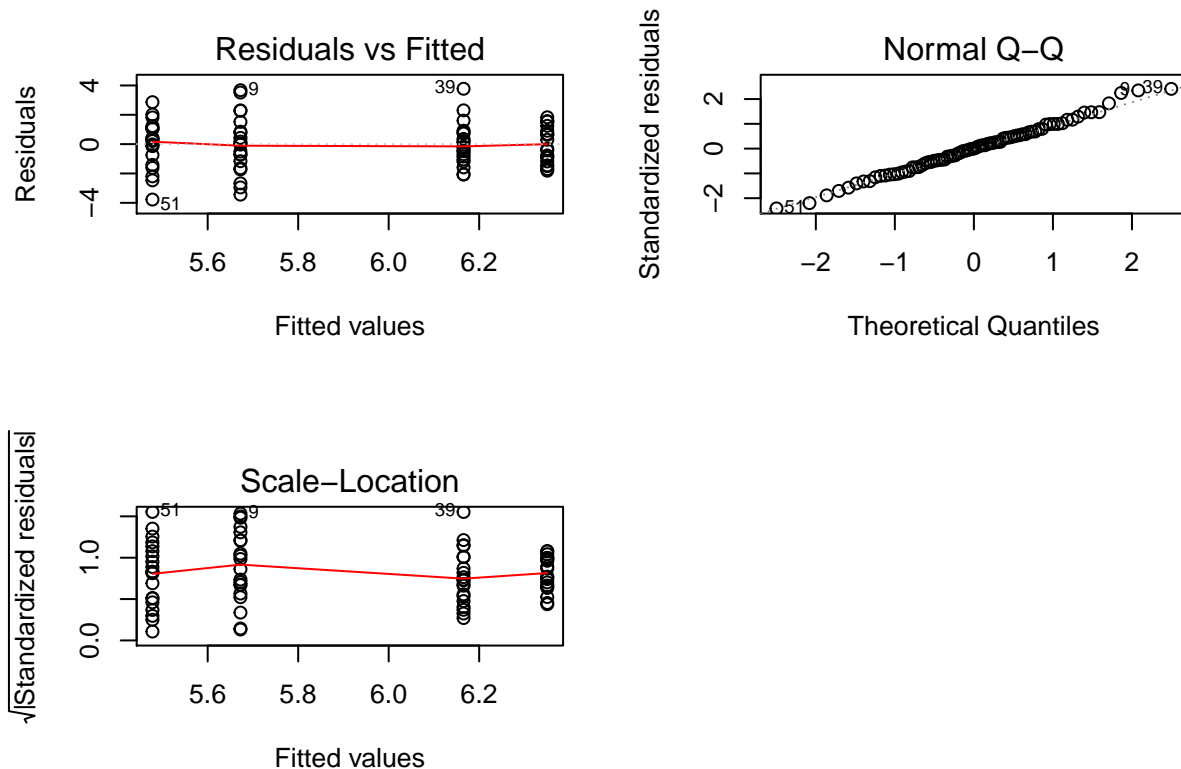 Residuals vs Fitted
Residuals
4
0
−4
9
39
51
5.6 5.8 6.0 6.2
Fitted values
Normal Q−Q
Standardized residuals
2
0
−2
9 39
51
−2 −1 0 1 2
Theoretical Quantiles
Scale−Location
√|Standardized residuals|
1.0
0.0
51
9
39
5.6 5.8 6.0 6.2
Fitted values